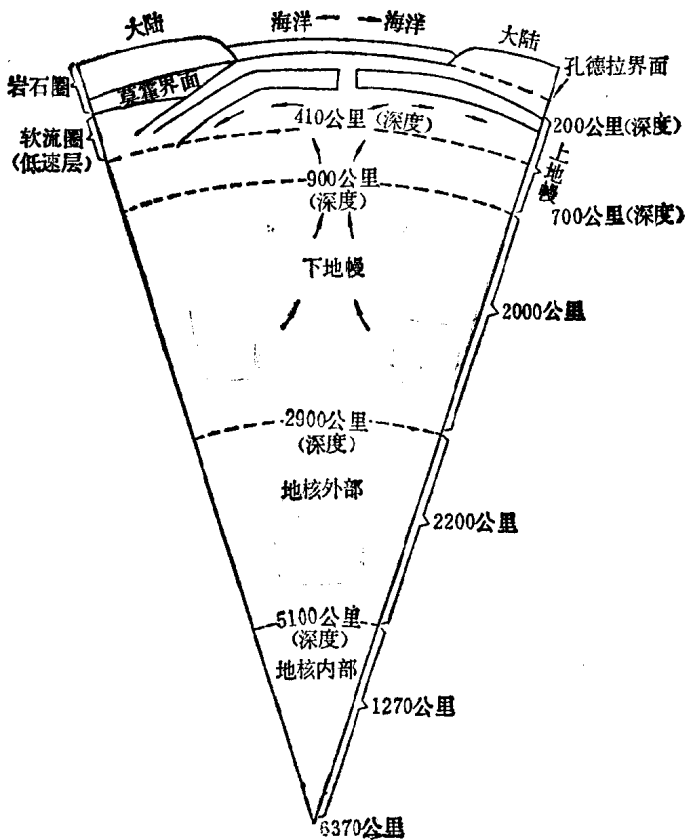 大陆
海洋
海洋
大陆
孔德拉界面
岩石圈
莫霍界面
410公里(深度)
200公里(深度)
软流圈
(低速层)
上地幔
900公里
(深度)
700公里(深度)
下地幔
2000公里
2900公里
(深度)
地核外部
2200公里
5100公里
(深度)
地核内部
1270公里
6370公里